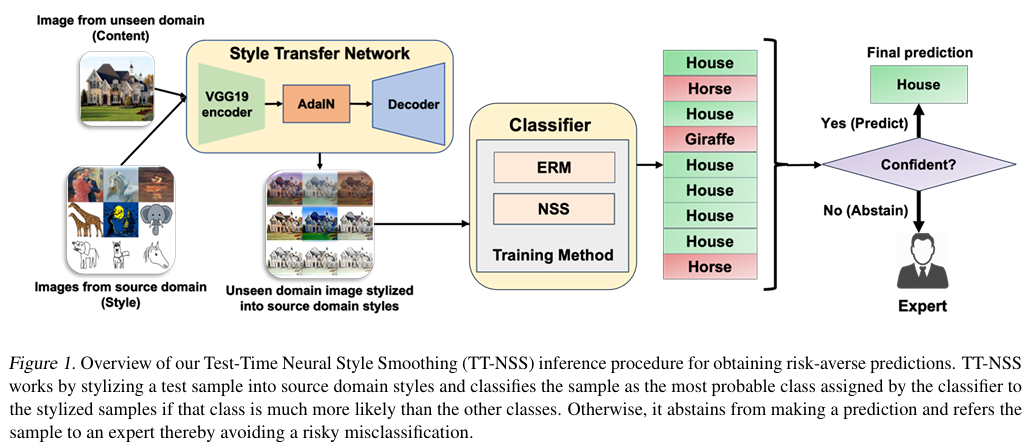 Image from unseen domain
(Content)
Style Transfer Network
VGG19
encoder
AdaIN
Decoder
Images from source domain
(Style)
Unseen domain image stylized
into source domain styles
Classifier
ERM
NSS
Training Method
House
Horse
House
Giraffe
House
House
House
House
Horse
Final prediction
House
Yes (Predict)
Confident?
No (Abstain)
Expert
Figure 1. Overview of our Test-Time Neural Style Smoothing (TT-NSS) inference procedure for obtaining risk-averse predictions. TT-NSS
works by stylizing a test sample into source domain styles and classifies the sample as the most probable class assigned by the classifier to
the stylized samples if that class is much more likely than the other classes. Otherwise, it abstains from making a prediction and refers the
sample to an expert thereby avoiding a risky misclassification.